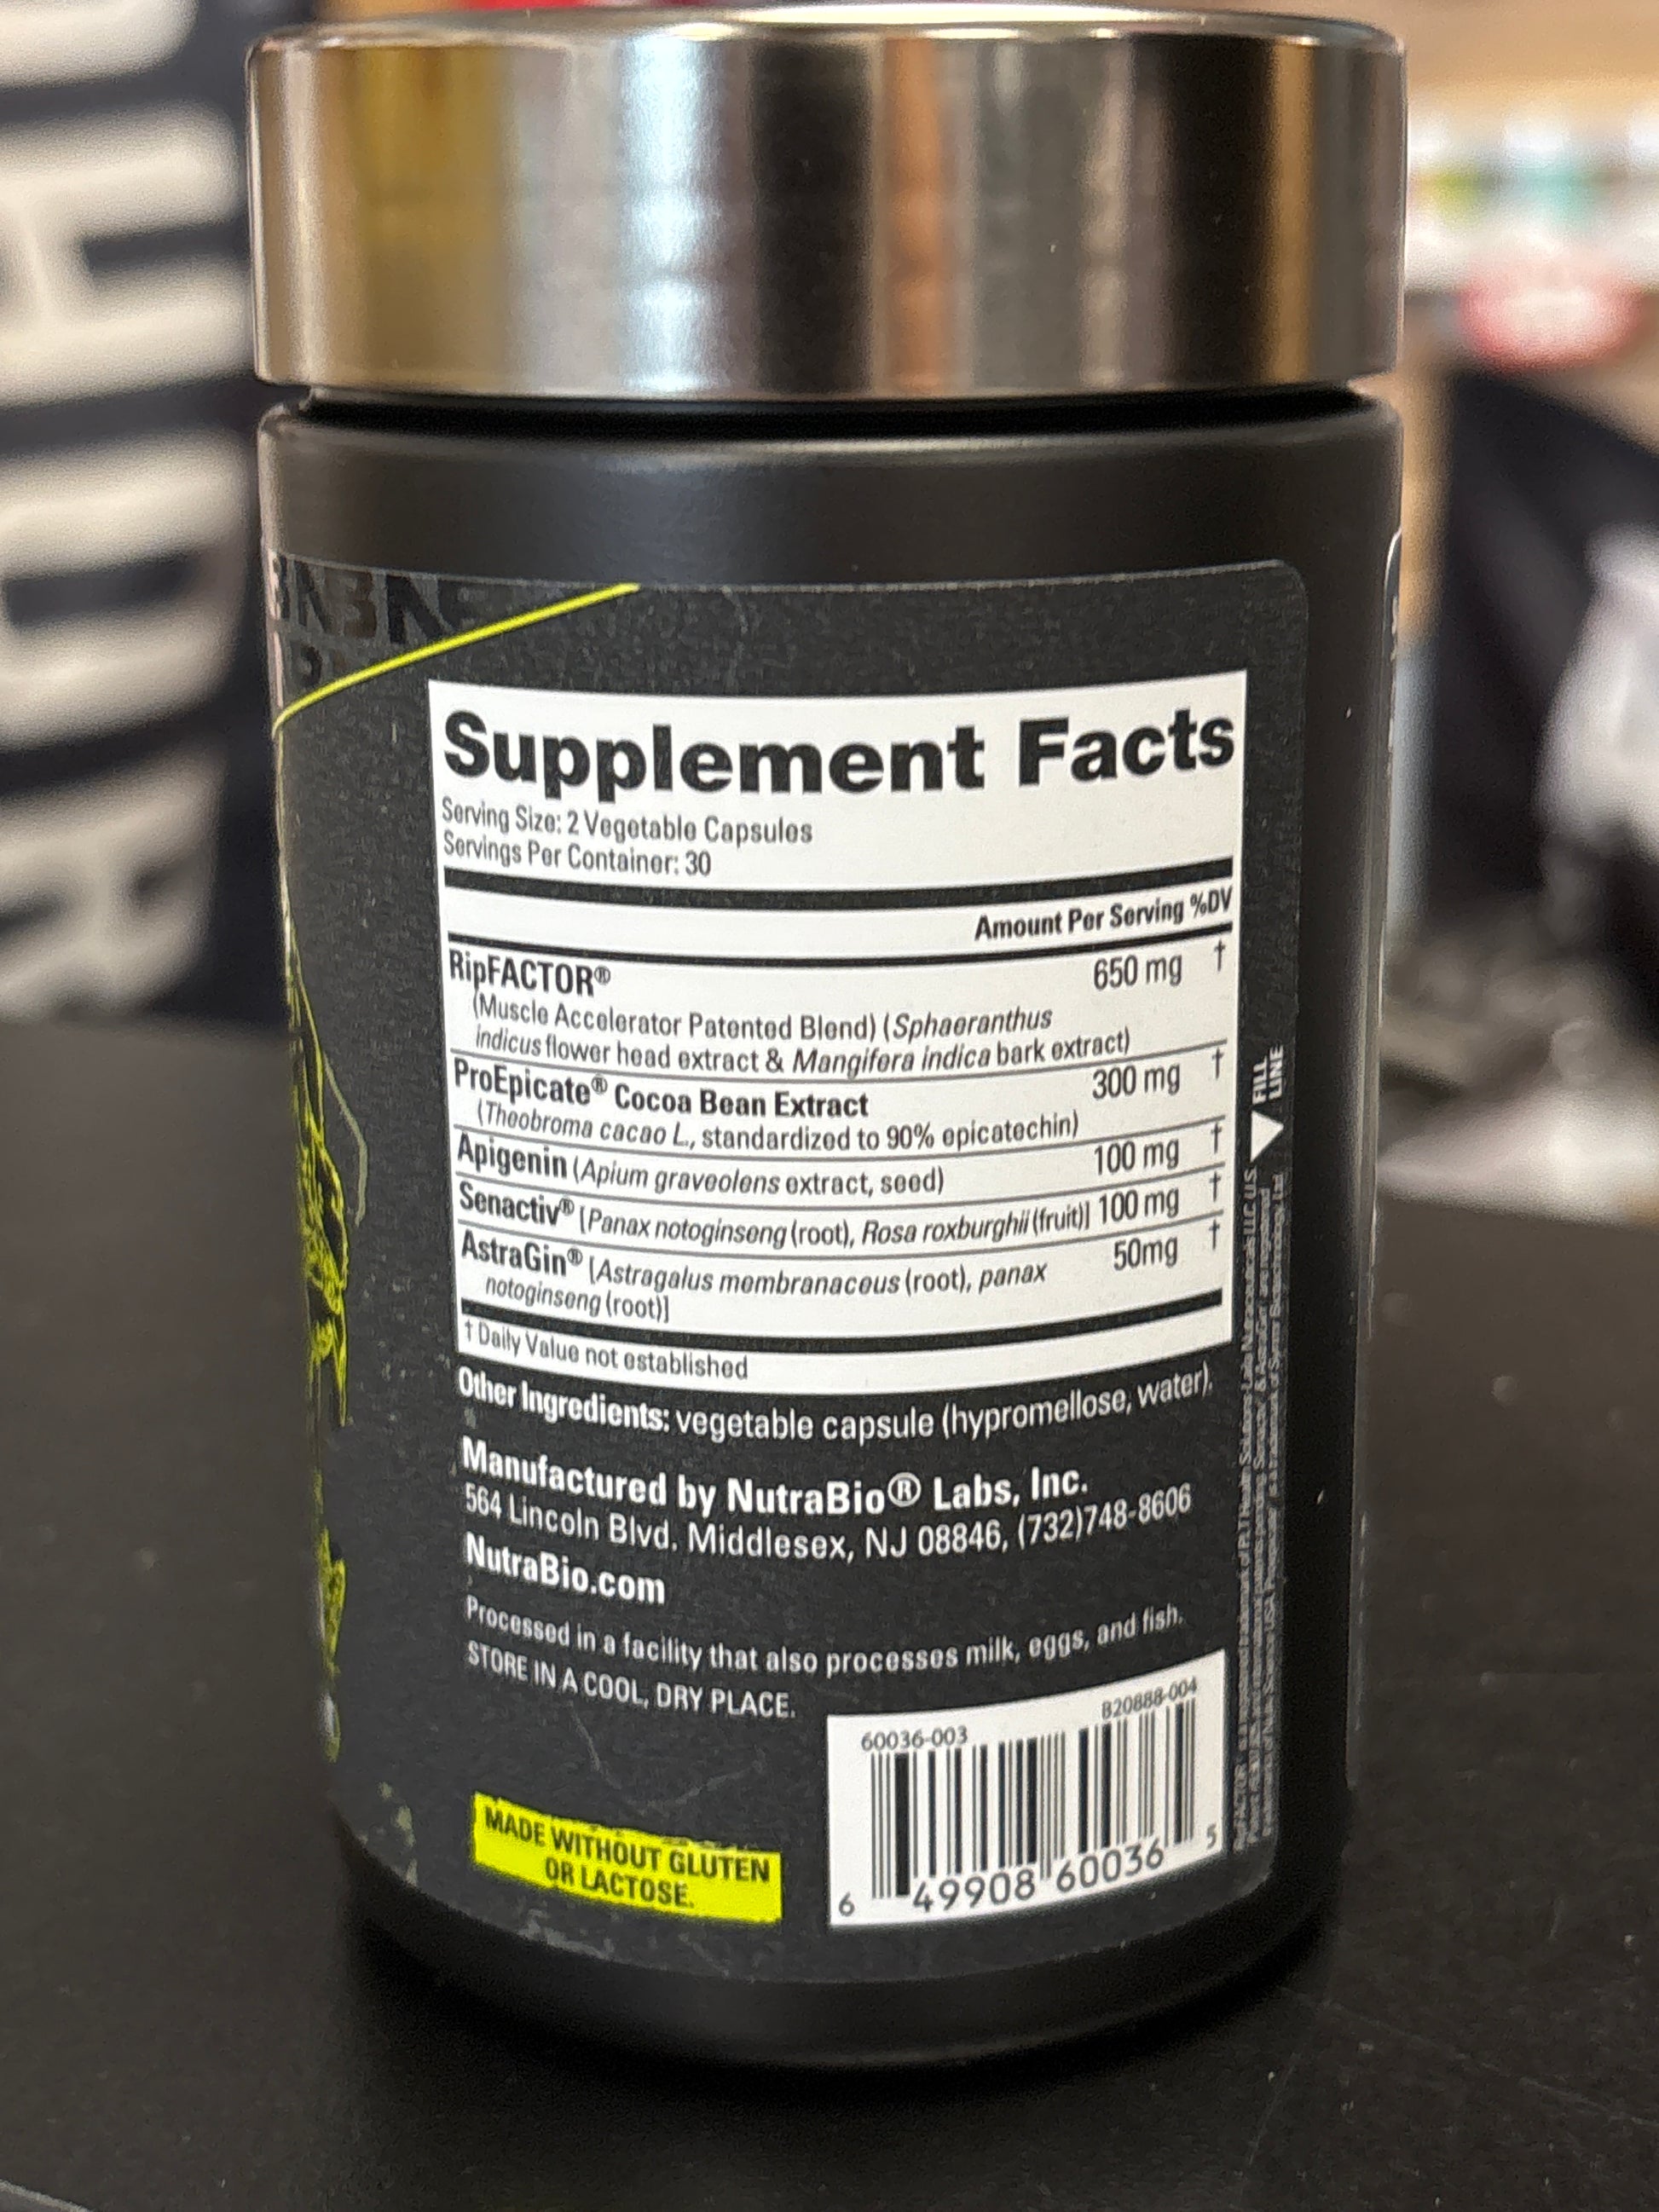 Supplement Facts
Serving Size: 2 Vegetable Capsules
Servings Per Container: 30
Amount Per Serving %DV
RipFACTOR® 650 mg †
(Muscle Accelerator Patented Blend) (Sphaeranthus
indicus flower head extract & Mangifera indica bark extract)
ProEpicate® Cocoa Bean Extract 300 mg †
(Theobroma cacao L., standardized to 90% epicatechin)
Apigenin (Apium graveolens extract, seed) 100 mg †
Senactiv® [Panax notoginseng (root), Rosa roxburghii (fruit)] 100 mg †
AstraGin® [Astragalus membranaceus (root), panax 50mg †
notoginseng (root)]
† Daily Value not established
Other Ingredients: vegetable capsule (hypromellose, water).
Manufactured by NutraBio® Labs, Inc.
564 Lincoln Blvd. Middlesex, NJ 08846, (732)748-8606
NutraBio.com
Processed in a facility that also processes milk, eggs, and fish.
STORE IN A COOL, DRY PLACE.
MADE WITHOUT GLUTEN
OR LACTOSE.
60036-003 B20888-004
6 49908 60036 5
FILL
LINE